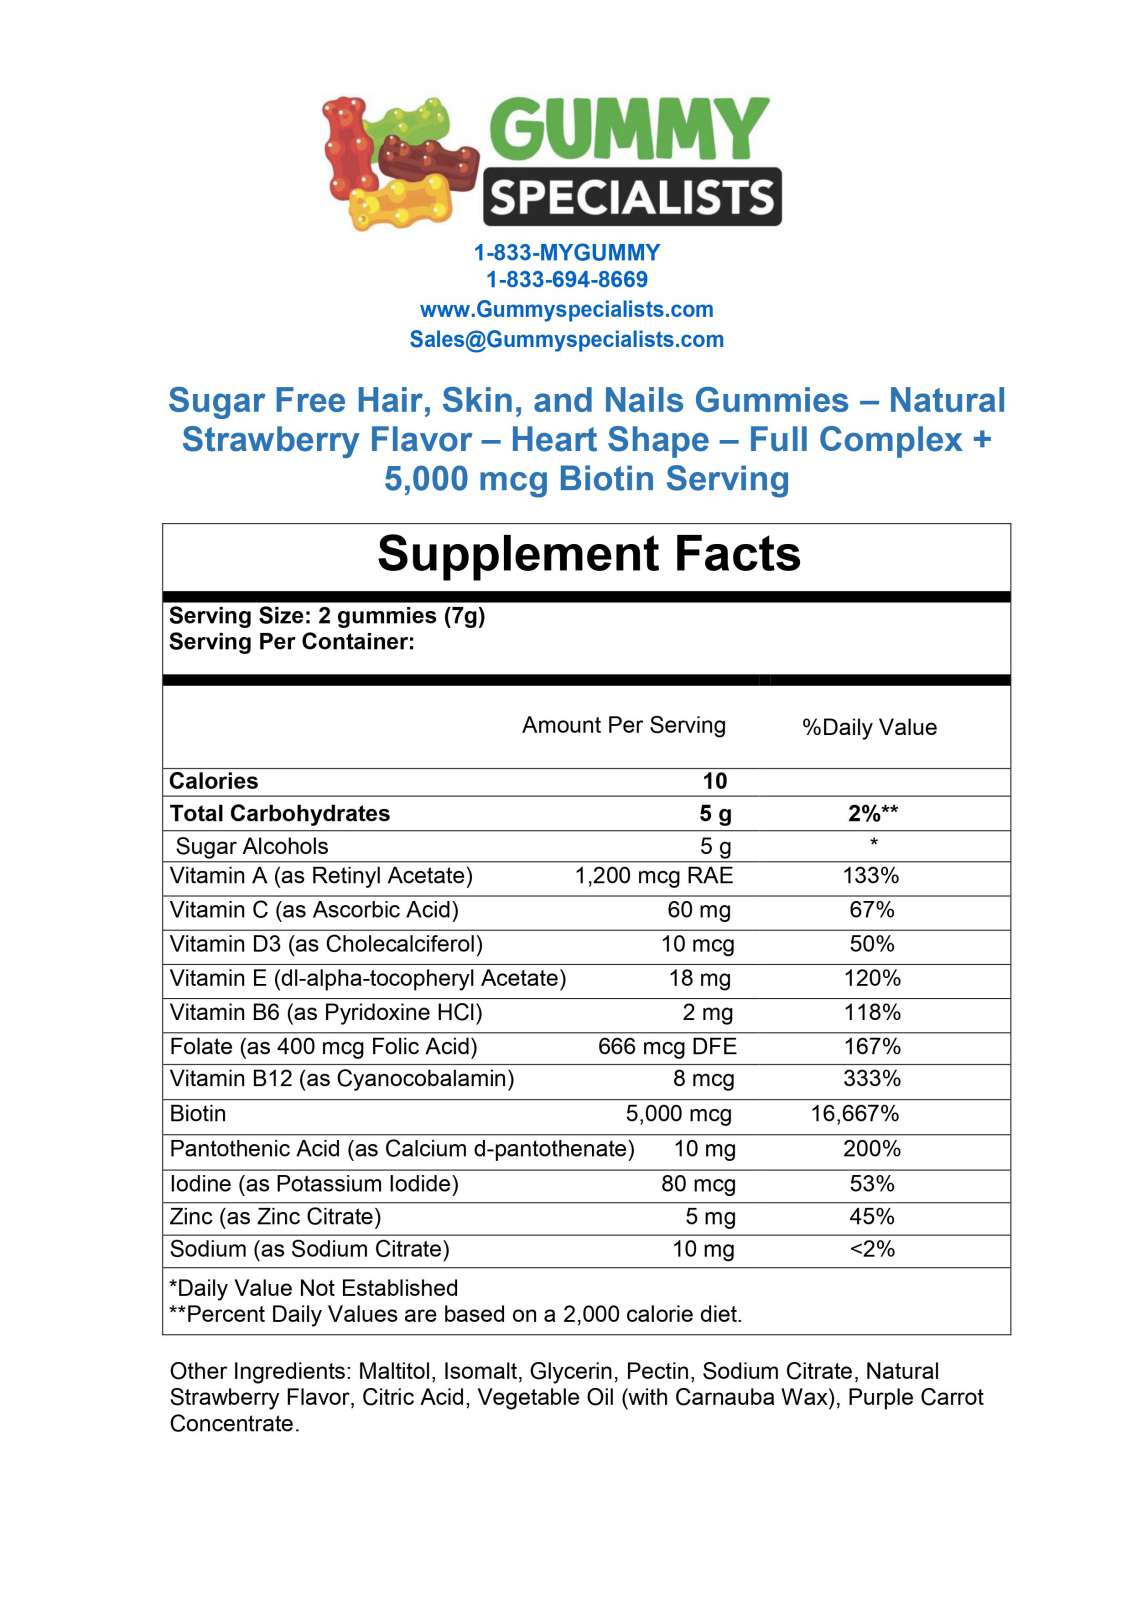 GUMMY
SPECIALISTS
1-833-MYGUMMY
1-833-694-8669
www.Gummyspecialists.com
Sales@Gummyspecialists.com
Sugar Free Hair, Skin, and Nails Gummies – Natural
Strawberry Flavor – Heart Shape – Full Complex +
5,000 mcg Biotin Serving
Supplement Facts
Serving Size: 2 gummies (7g)
Serving Per Container:
Amount Per Serving %Daily Value
Calories 10
Total Carbohydrates 5 g 2%**
Sugar Alcohols 5 g *
Vitamin A (as Retinyl Acetate) 1,200 mcg RAE 133%
Vitamin C (as Ascorbic Acid) 60 mg 67%
Vitamin D3 (as Cholecalciferol) 10 mcg 50%
Vitamin E (dl-alpha-tocopheryl Acetate) 18 mg 120%
Vitamin B6 (as Pyridoxine HCl) 2 mg 118%
Folate (as 400 mcg Folic Acid) 666 mcg DFE 167%
Vitamin B12 (as Cyanocobalamin) 8 mcg 333%
Biotin 5,000 mcg 16,667%
Pantothenic Acid (as Calcium d-pantothenate) 10 mg 200%
Iodine (as Potassium Iodide) 80 mcg 53%
Zinc (as Zinc Citrate) 5 mg 45%
Sodium (as Sodium Citrate) 10 mg <2%
*Daily Value Not Established
**Percent Daily Values are based on a 2,000 calorie diet.
Other Ingredients: Maltitol, Isomalt, Glycerin, Pectin, Sodium Citrate, Natural
Strawberry Flavor, Citric Acid, Vegetable Oil (with Carnauba Wax), Purple Carrot
Concentrate.